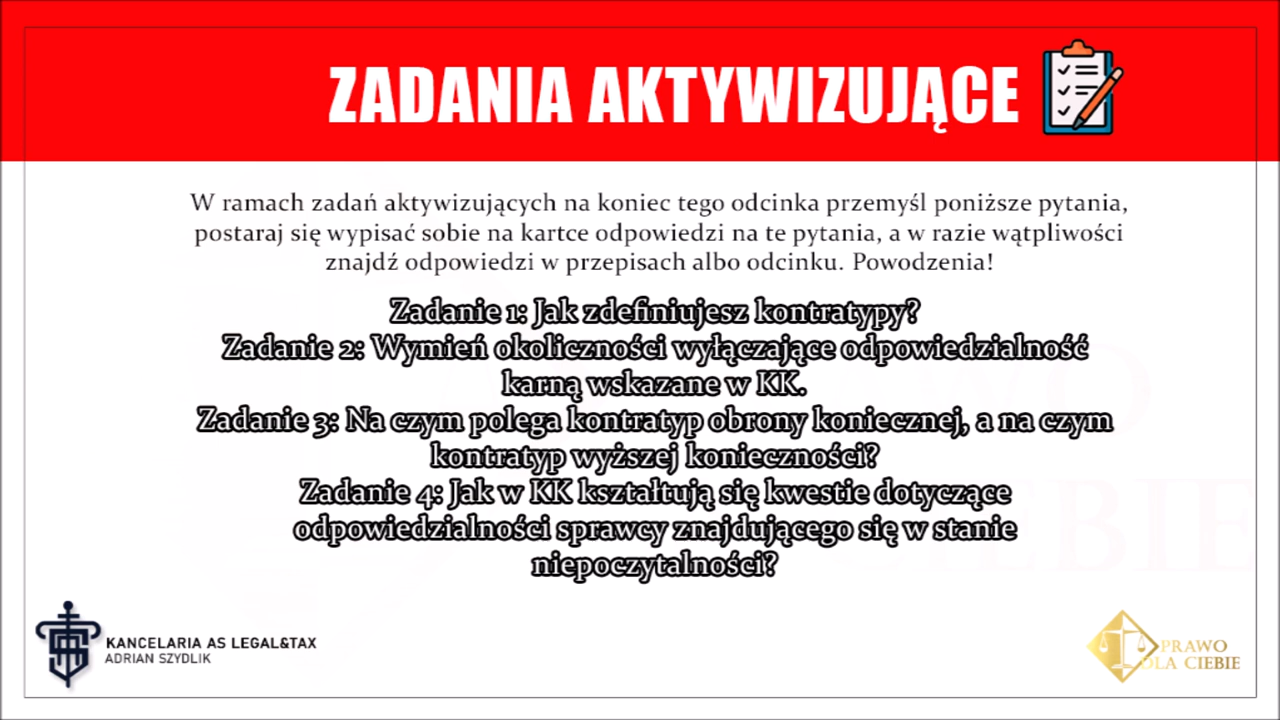 ZADANIA AKTYWIZUJĄCE
W ramach zadań aktywizujących na koniec tego odcinka przemyśl poniższe pytania,
postaraj się wypisać sobie na kartce odpowiedzi na te pytania, a w razie wątpliwości
znajdź odpowiedzi w przepisach albo odcinku. Powodzenia!
Zadanie 1: Jak zdefiniujesz kontratypy?
Zadanie 2: Wymień okoliczności wyłączające odpowiedzialność
karną wskazane w KK.
Zadanie 3: Na czym polega kontratyp obrony koniecznej, a na czym
kontratyp wyższej konieczności?
Zadanie 4: Jak w KK kształtują się kwestie dotyczące
odpowiedzialności sprawcy znajdującego się w stanie
niepoczytalności?
KANCELARIA AS LEGAL&TAX
ADRIAN SZYDLIK
PRAWO
DLA CIEBIE